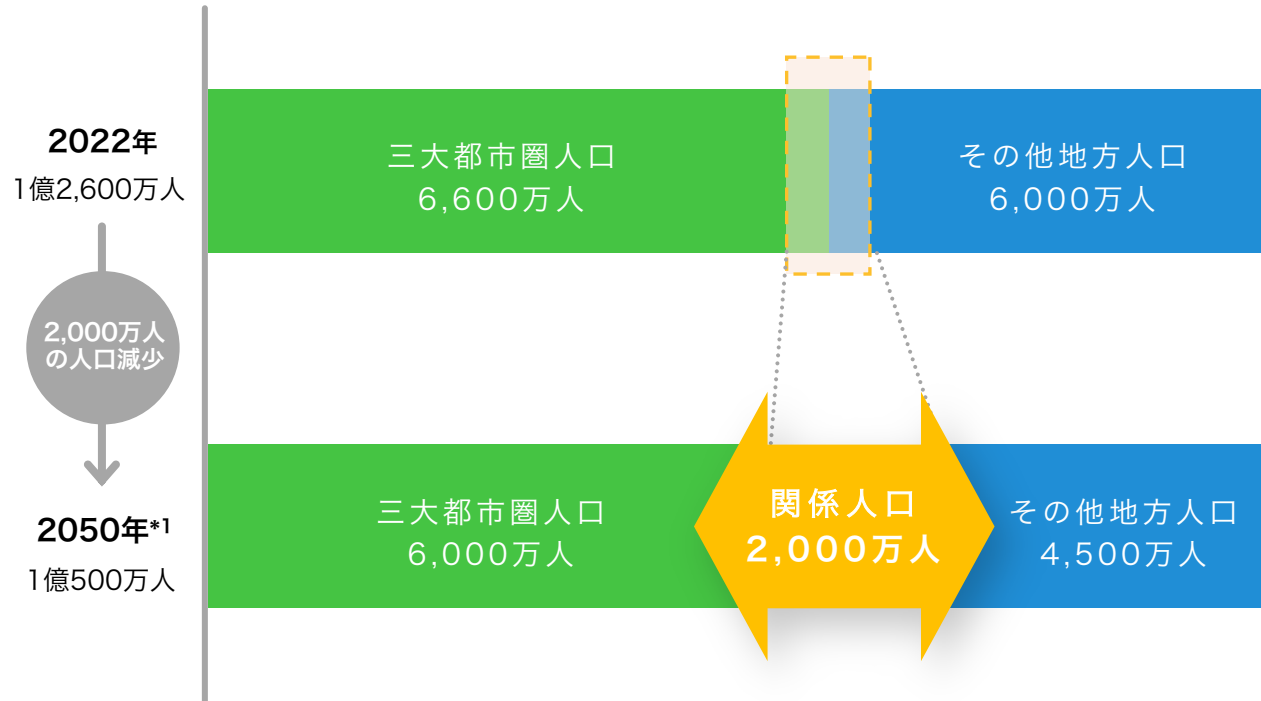 2022年
1億2,600万人
三大都市圏人口
6,600万人
その他地方人口
6,000万人
2,000万人
の人口減少
2050年*1
1億500万人
三大都市圏人口
6,000万人
関係人口
2,000万人
その他地方人口
4,500万人